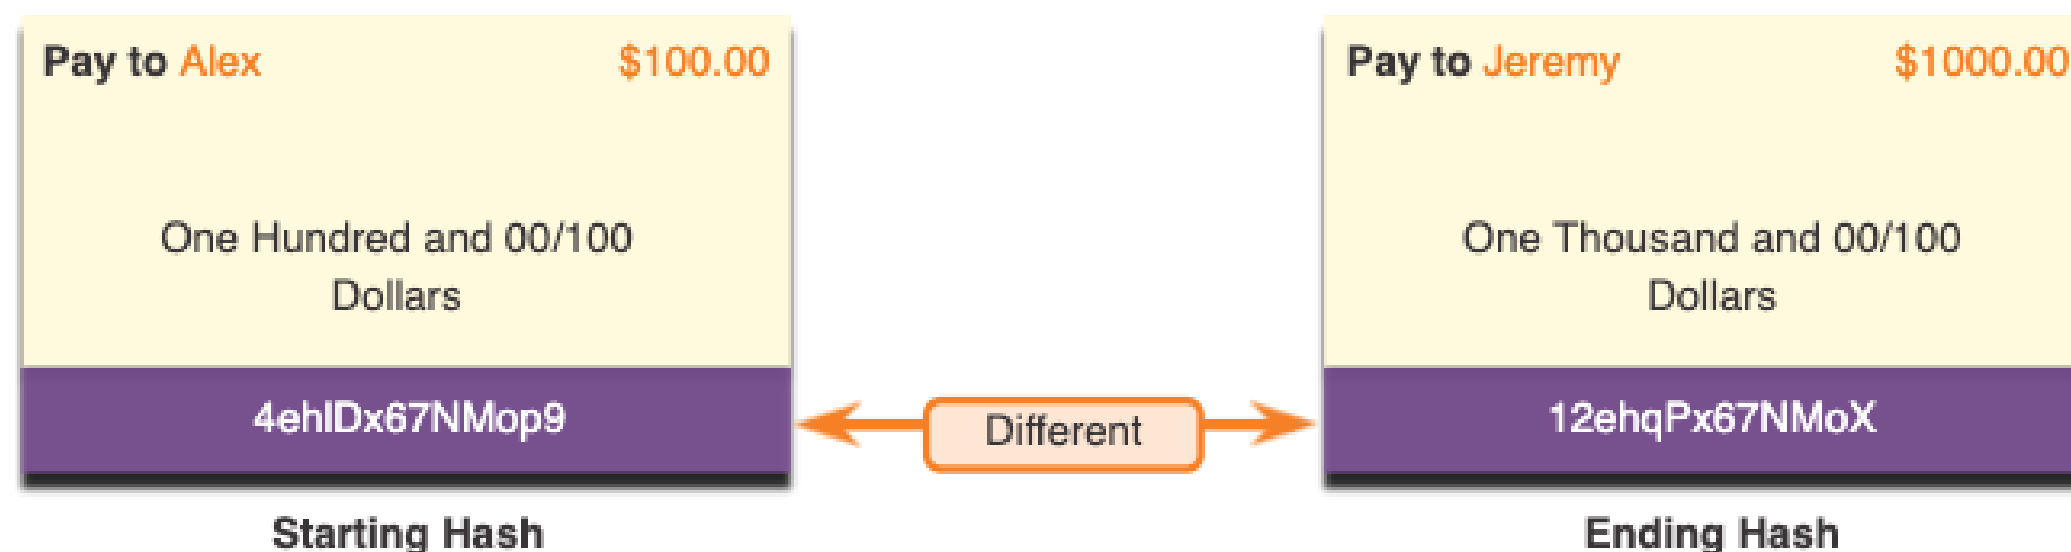 Pay to Alex $100.00
One Hundred and 00/100
Dollars
4ehIDx67NMop9
Starting Hash
Different
Pay to Jeremy $1000.00
One Thousand and 00/100
Dollars
12ehqPx67NMoX
Ending Hash